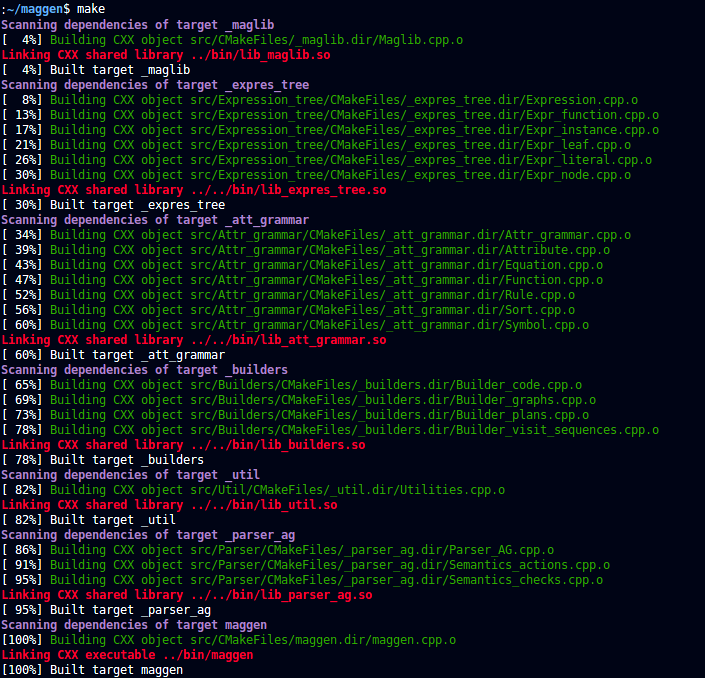 :~/maggen$ make
Scanning dependencies of target _maglib
[  4%] Building CXX object src/CMakeFiles/_maglib.dir/Maglib.cpp.o
Linking CXX shared library ../bin/lib_maglib.so
[  4%] Built target _maglib
Scanning dependencies of target _expres_tree
[  8%] Building CXX object src/Expression_tree/CMakeFiles/_expres_tree.dir/Expression.cpp.o
[ 13%] Building CXX object src/Expression_tree/CMakeFiles/_expres_tree.dir/Expr_function.cpp.o
[ 17%] Building CXX object src/Expression_tree/CMakeFiles/_expres_tree.dir/Expr_instance.cpp.o
[ 21%] Building CXX object src/Expression_tree/CMakeFiles/_expres_tree.dir/Expr_leaf.cpp.o
[ 26%] Building CXX object src/Expression_tree/CMakeFiles/_expres_tree.dir/Expr_literal.cpp.o
[ 30%] Building CXX object src/Expression_tree/CMakeFiles/_expres_tree.dir/Expr_node.cpp.o
Linking CXX shared library ../../bin/lib_expres_tree.so
[ 30%] Built target _expres_tree
Scanning dependencies of target _att_grammar
[ 34%] Building CXX object src/Attr_grammar/CMakeFiles/_att_grammar.dir/Attr_grammar.cpp.o
[ 39%] Building CXX object src/Attr_grammar/CMakeFiles/_att_grammar.dir/Attribute.cpp.o
[ 43%] Building CXX object src/Attr_grammar/CMakeFiles/_att_grammar.dir/Equation.cpp.o
[ 47%] Building CXX object src/Attr_grammar/CMakeFiles/_att_grammar.dir/Function.cpp.o
[ 52%] Building CXX object src/Attr_grammar/CMakeFiles/_att_grammar.dir/Rule.cpp.o
[ 56%] Building CXX object src/Attr_grammar/CMakeFiles/_att_grammar.dir/Sort.cpp.o
[ 60%] Building CXX object src/Attr_grammar/CMakeFiles/_att_grammar.dir/Symbol.cpp.o
Linking CXX shared library ../../bin/lib_att_grammar.so
[ 60%] Built target _att_grammar
Scanning dependencies of target _builders
[ 65%] Building CXX object src/Builders/CMakeFiles/_builders.dir/Builder_code.cpp.o
[ 69%] Building CXX object src/Builders/CMakeFiles/_builders.dir/Builder_graphs.cpp.o
[ 73%] Building CXX object src/Builders/CMakeFiles/_builders.dir/Builder_plans.cpp.o
[ 78%] Building CXX object src/Builders/CMakeFiles/_builders.dir/Builder_visit_sequences.cpp.o
Linking CXX shared library ../../bin/lib_builders.so
[ 78%] Built target _builders
Scanning dependencies of target _util
[ 82%] Building CXX object src/Util/CMakeFiles/_util.dir/Utilities.cpp.o
Linking CXX shared library ../../bin/lib_util.so
[ 82%] Built target _util
Scanning dependencies of target _parser_ag
[ 86%] Building CXX object src/Parser/CMakeFiles/_parser_ag.dir/Parser_AG.cpp.o
[ 91%] Building CXX object src/Parser/CMakeFiles/_parser_ag.dir/Semantics_actions.cpp.o
[ 95%] Building CXX object src/Parser/CMakeFiles/_parser_ag.dir/Semantics_checks.cpp.o
Linking CXX shared library ../../bin/lib_parser_ag.so
[ 95%] Built target _parser_ag
Scanning dependencies of target maggen
[100%] Building CXX object src/CMakeFiles/maggen.dir/maggen.cpp.o
Linking CXX executable ../bin/maggen
[100%] Built target maggen